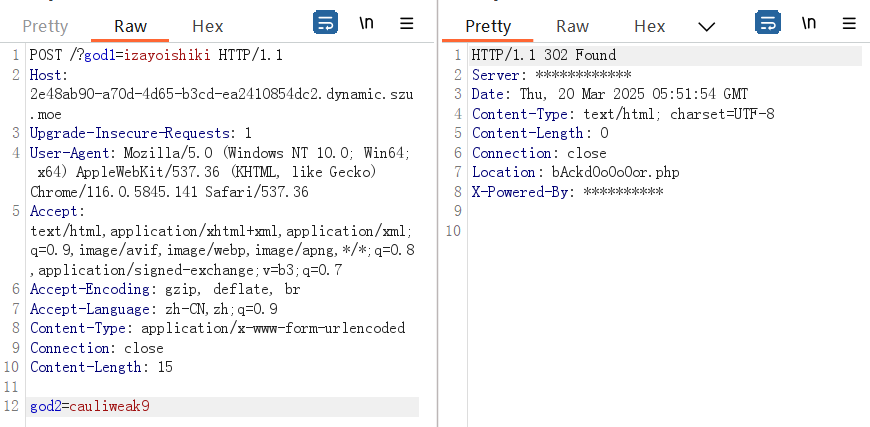 Pretty Raw Hex \n
1 POST /?god1=izayoishiki HTTP/1.1
2 Host:
2e48ab90-a70d-4d65-b3cd-ea2410854dc2.dynamic.szu
.moe
3 Upgrade-Insecure-Requests: 1
4 User-Agent: Mozilla/5.0 (Windows NT 10.0; Win64;
x64) AppleWebKit/537.36 (KHTML, like Gecko)
Chrome/116.0.5845.141 Safari/537.36
5 Accept:
text/html,application/xhtml+xml,application/xml;
q=0.9,image/avif,image/webp,image/apng,*/*;q=0.8
,application/signed-exchange;v=b3;q=0.7
6 Accept-Encoding: gzip, deflate, br
7 Accept-Language: zh-CN,zh;q=0.9
8 Content-Type: application/x-www-form-urlencoded
9 Connection: close
10 Content-Length: 15
11
12 god2=cauliweak9
Pretty Raw Hex \n
1 HTTP/1.1 302 Found
2 Server: ************
3 Date: Thu, 20 Mar 2025 05:51:54 GMT
4 Content-Type: text/html; charset=UTF-8
5 Content-Length: 0
6 Connection: close
7 Location: bAckdOoOoOor.php
8 X-Powered-By: **********
9
10